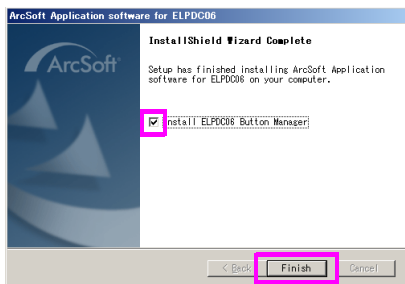 ArcSoft Application software for ELPDC06
InstallShield Wizard Complete
ArcSoft
Setup has finished installing ArcSoft Application
software for ELPDC06 on your computer.
Install ELPDC06 Button Manager
< Back
Finish
Cancel